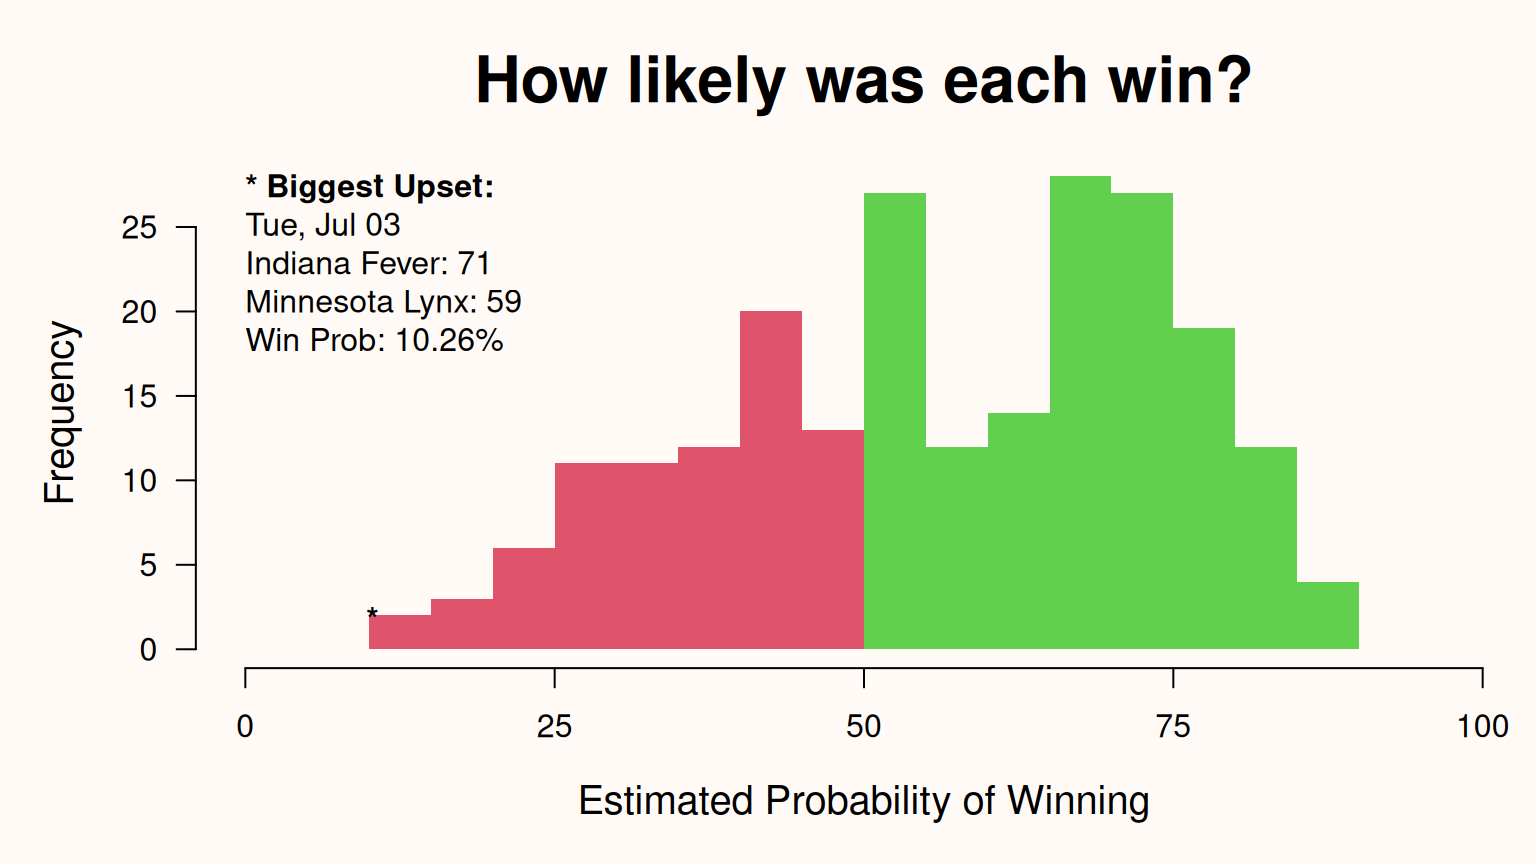 How likely was each win?
* Biggest Upset:
Tue, Jul 03
Indiana Fever: 71
Minnesota Lynx: 59
Win Prob: 10.26%
Frequency
25
20
15
10
5
0
*
0 25 50 75 100
Estimated Probability of Winning